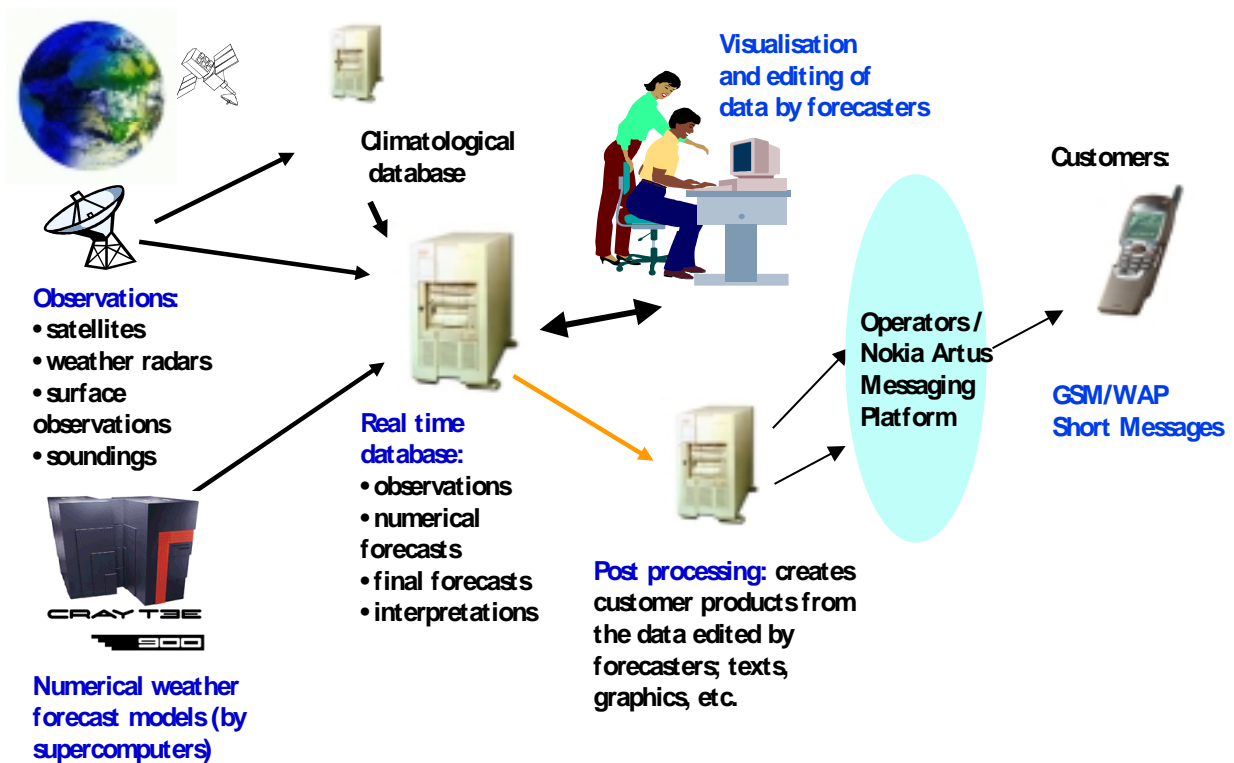 Visualisation
and editing of
data by forecasters
Climatological
database
Customers:
Observations:
• satellites
• weather radars
• surface
observations
• soundings
Operators /
Nokia Artus
Messaging
Platform
GSM/WAP
Short Messages
Real time
database:
• observations
• numerical
forecasts
• final forecasts
• interpretations
CRAY T3E
900
Post processing: creates
customer products from
the data edited by
forecasters; texts,
graphics, etc.
Numerical weather
forecast models (by
supercomputers)